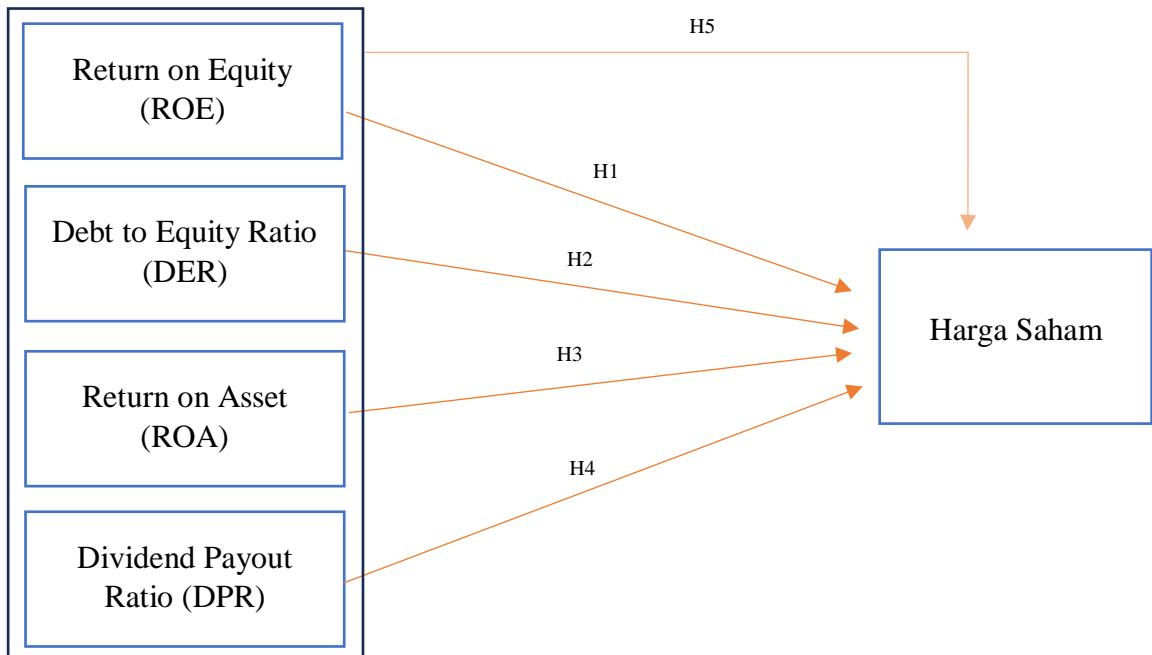 H5
Return on Equity
(ROE)
H1
Debt to Equity Ratio
(DER)
H2
Harga Saham
H3
Return on Asset
(ROA)
H4
Dividend Payout
Ratio (DPR)